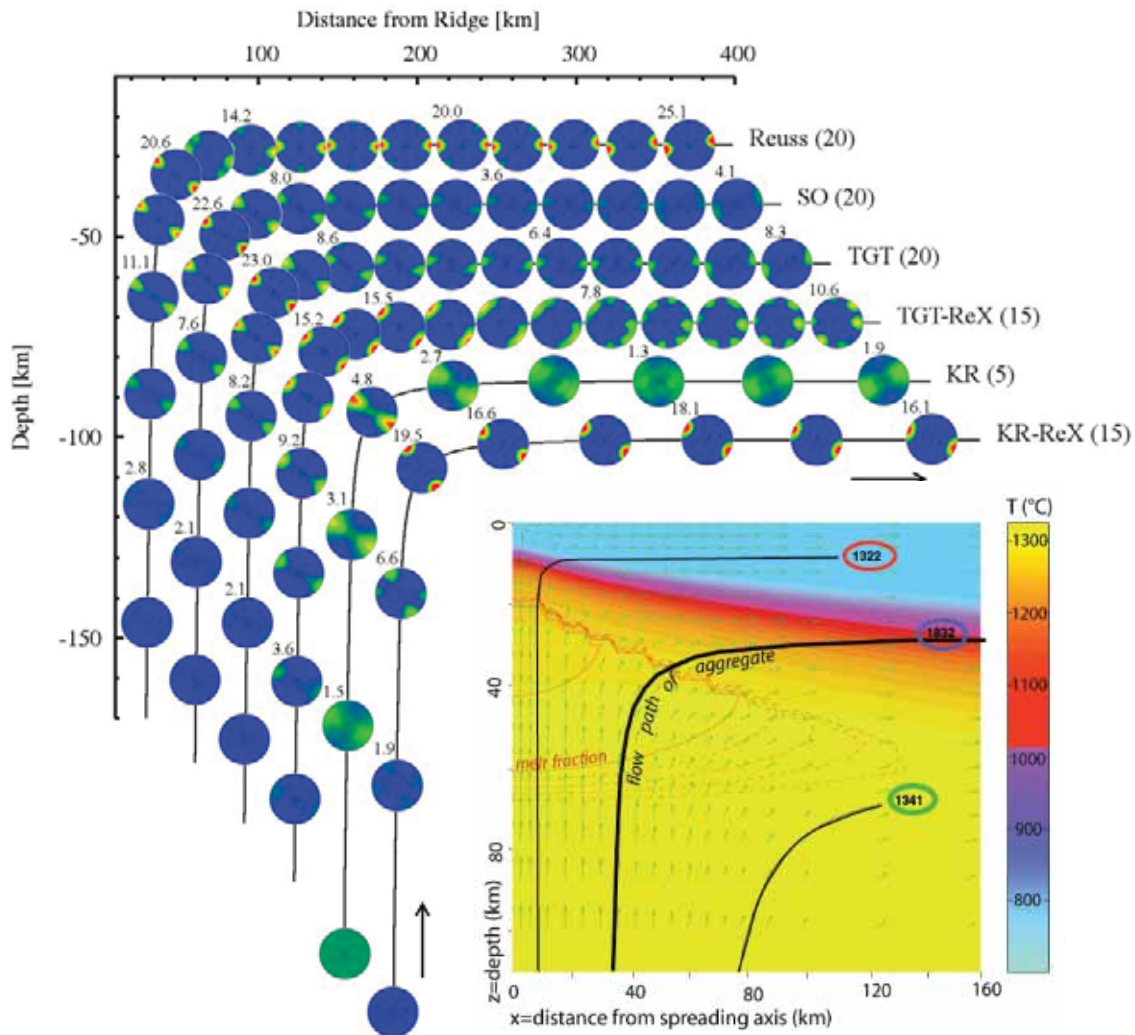 Distance from Ridge [km]
100 200 300 400
Depth [km]
-50
-100
-150
20.6 14.2 20.0 25.1 Reuss (20)
22.6 8.0 3.6 4.1 SO (20)
23.0 8.6 6.4 8.3 TGT (20)
15.2 15.5 7.8 10.6 TGT-ReX (15)
4.8 2.7 1.3 1.9 KR (5)
19.5 16.6 18.1 16.1 KR-ReX (15)
11.1
7.6
8.2
9.2
2.8
3.1
2.1
6.6
2.1
3.6
1.5
1.9
T (°C)
1300
1200
1100
1000
900
800
0
40
80
z=depth (km)
1322
1832
1341
flow path of aggregate
melt fraction
0 40 80 120 160
x=distance from spreading axis (km)